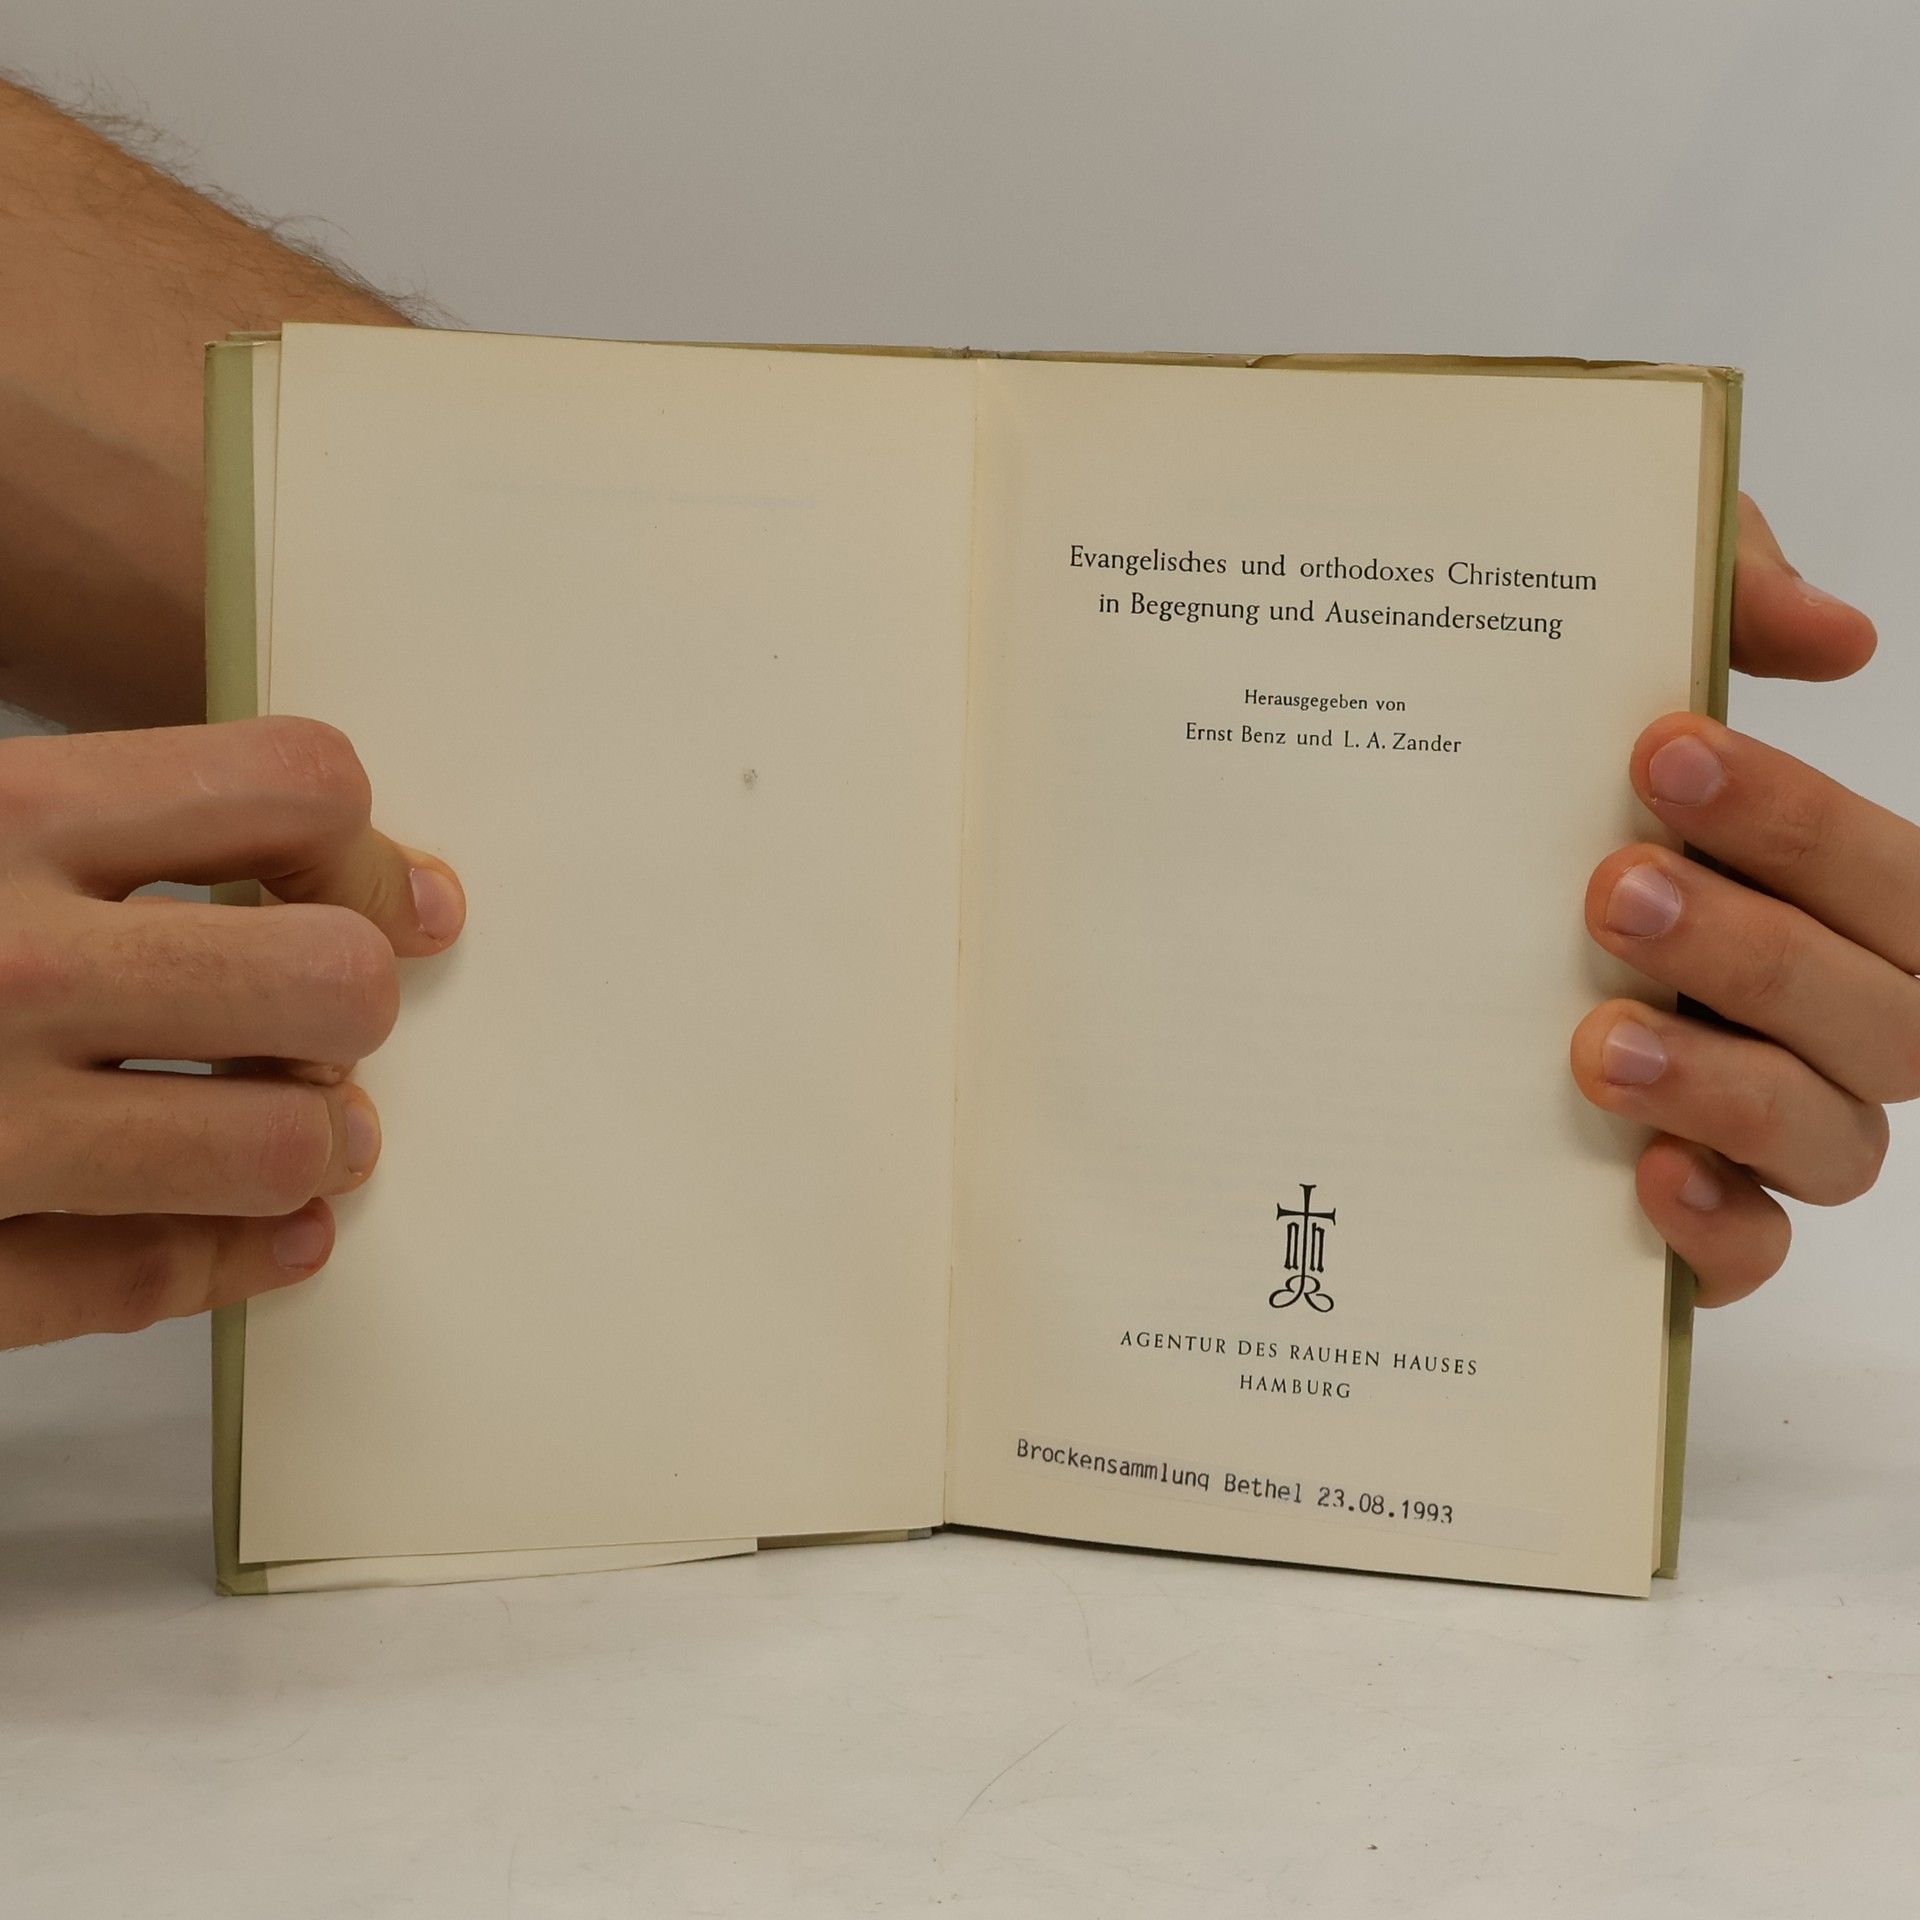 Evangelisches und orthodoxes Christentum
in Begegnung und Auseinandersetzung
Herausgegeben von
Ernst Benz und L. A. Zander
AGENTUR DES RAUHEN HAUSES
HAMBURG
Brockensammlung Bethel 23.08.1993